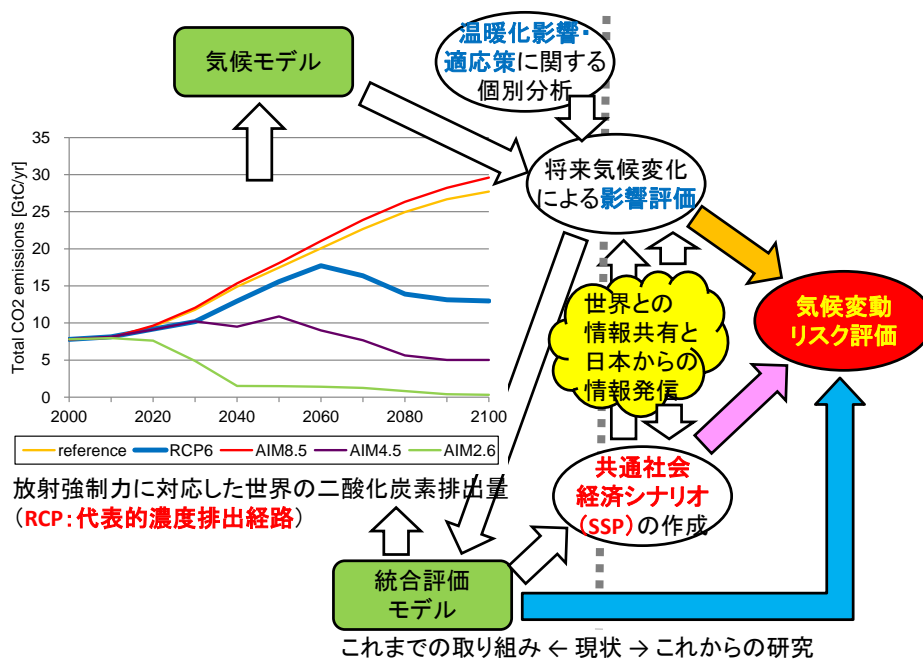 気候モデル
温暖化影響・
適応策に関する
個別分析
将来気候変化
による影響評価
Total CO2 emissions [GtC/yr]
35
30
25
20
15
10
5
0
2000 2020 2040 2060 2080 2100
reference RCP6 AIM8.5 AIM4.5 AIM2.6
世界との
情報共有と
日本からの
情報発信
気候変動
リスク評価
放射強制力に対応した世界の二酸化炭素排出量
（RCP：代表的濃度排出経路）
共通社会
経済シナリオ
（SSP）の作成
統合評価
モデル
これまでの取り組み ← 現状 → これからの研究